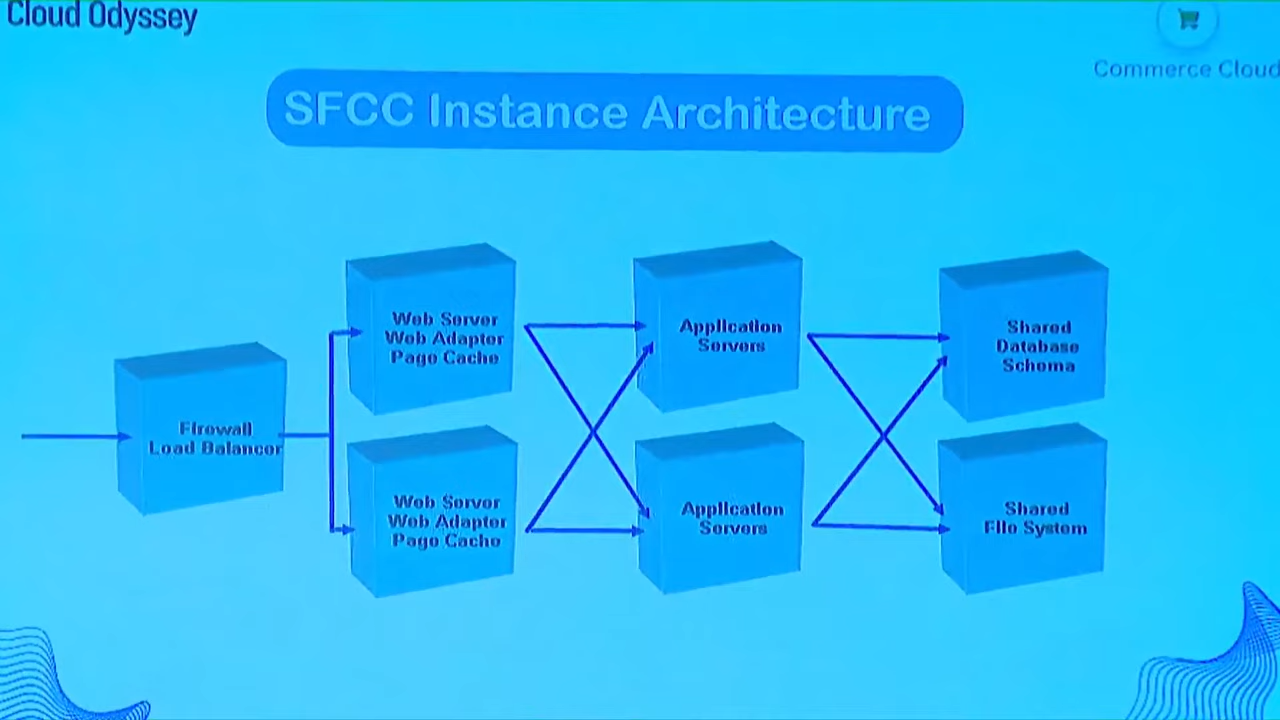 Cloud Odyssey
Commerce Cloud
SFCC Instance Architecture
Web Server
Web Adapter
Page Cache
Application
Servers
Shared
Database
Schema
Firewall
Load Balancer
Web Server
Web Adapter
Page Cache
Application
Servers
Shared
File System